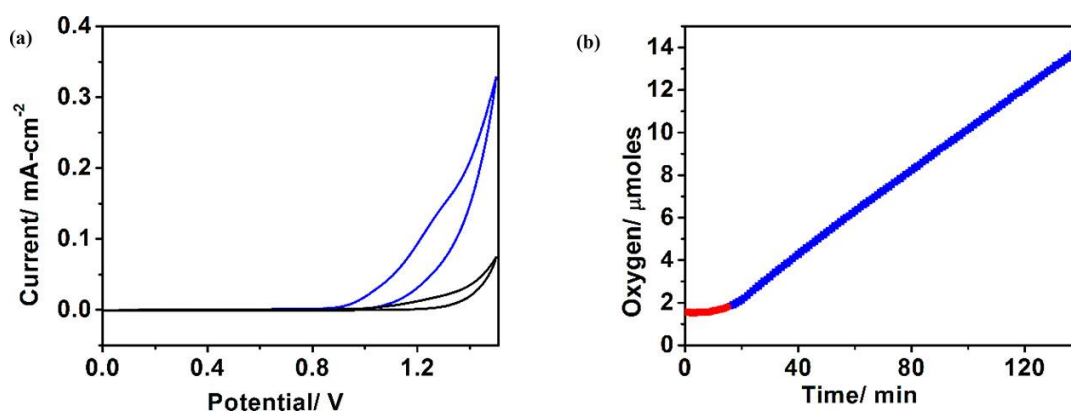 (a)
0.4
0.3
0.2
0.1
0.0
Current/ mA-cm⁻²
0.0 0.4 0.8 1.2
Potential/ V
(b)
14
12
10
8
6
4
2
0
Oxygen/ μmoles
0 40 80 120
Time/ min